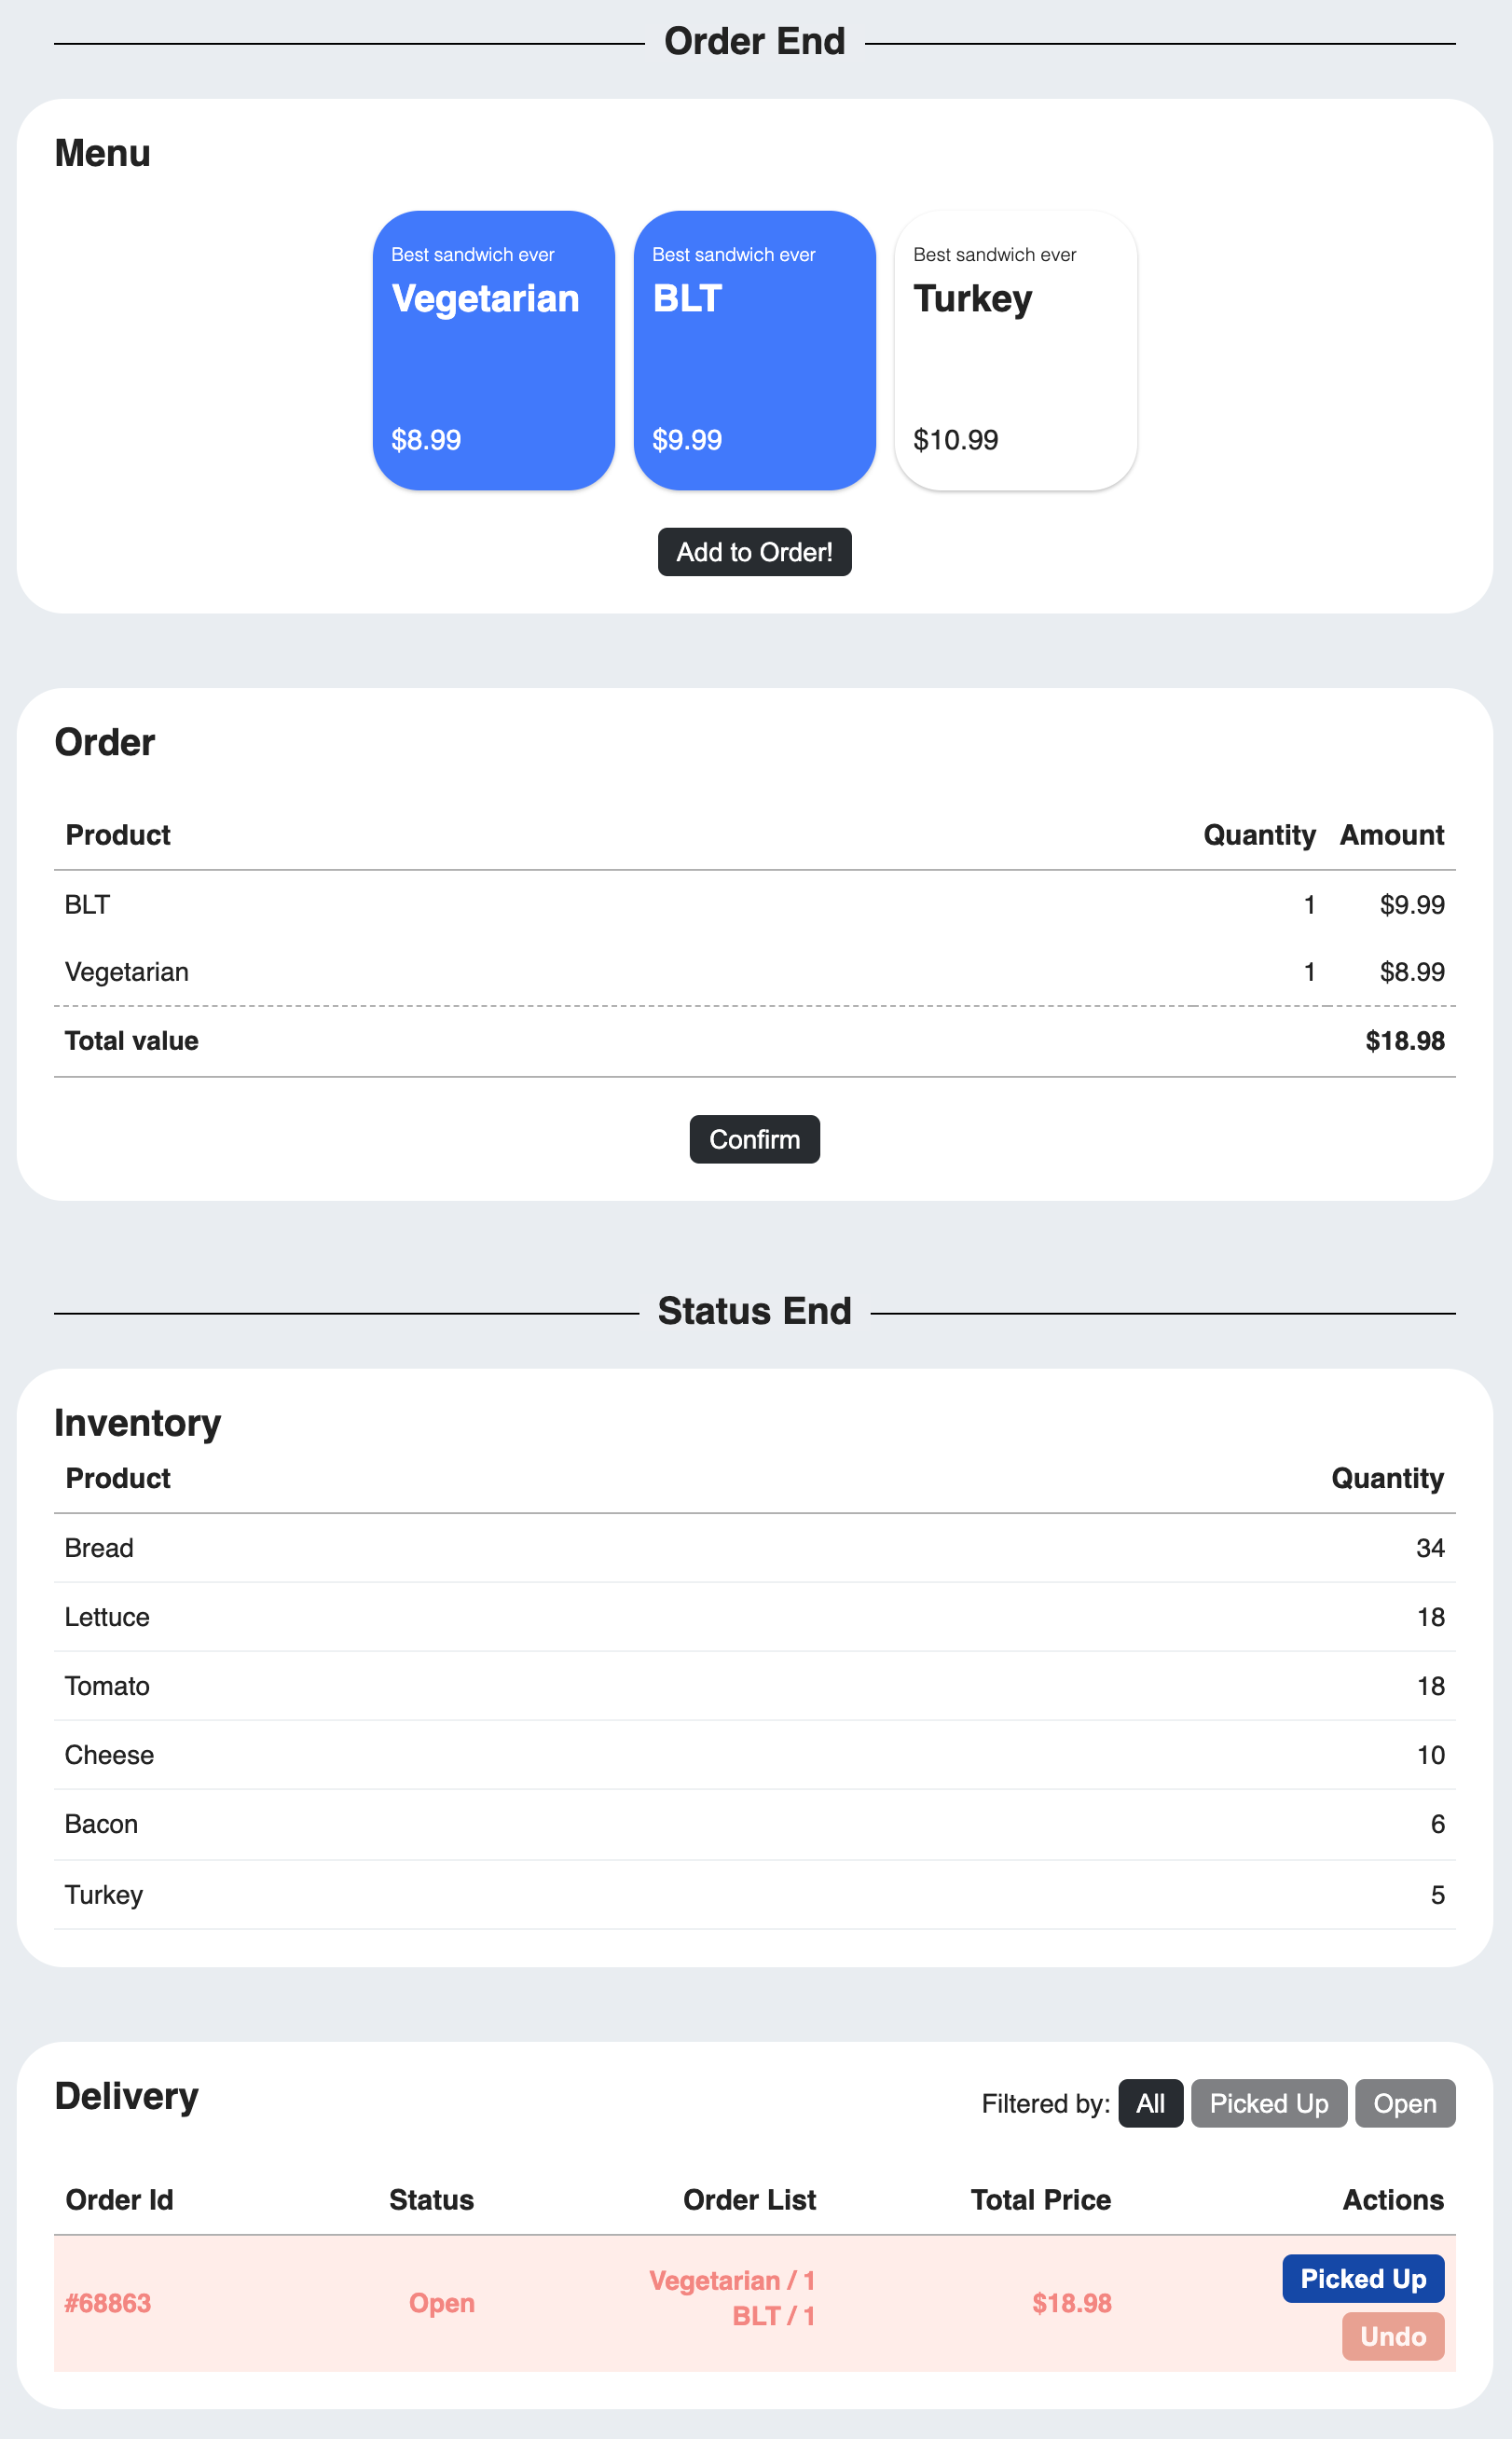 Order End
Menu
Best sandwich ever
Vegetarian
$8.99
Best sandwich ever
BLT
$9.99
Best sandwich ever
Turkey
$10.99
Add to Order!
Order
Product Quantity Amount
BLT 1 $9.99
Vegetarian 1 $8.99
Total value $18.98
Confirm
Status End
Inventory
Product Quantity
Bread 34
Lettuce 18
Tomato 18
Cheese 10
Bacon 6
Turkey 5
Delivery
Filtered by: All Picked Up Open
Order Id Status Order List Total Price Actions
#68863 Open Vegetarian / 1 $18.98 Picked Up
BLT / 1 Undo